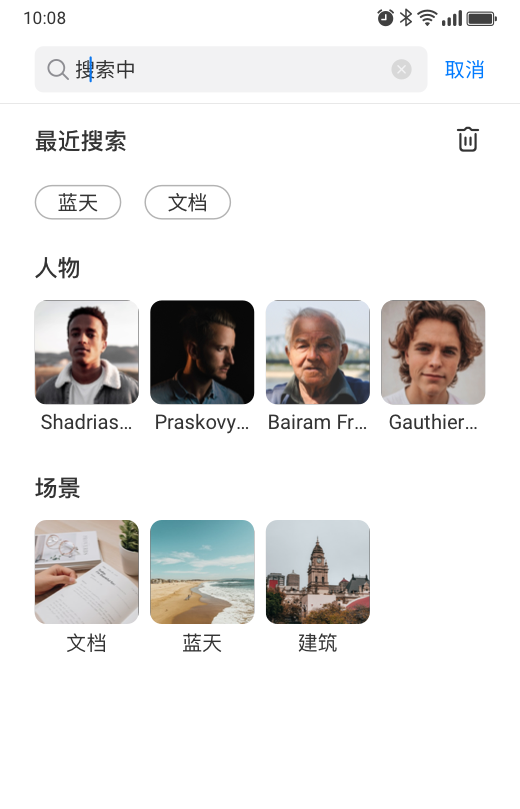 10:08
搜索中
取消
最近搜索
蓝天
文档
人物
Shadrias...
Praskovy...
Bairam Fr...
Gauthier...
场景
文档
蓝天
建筑